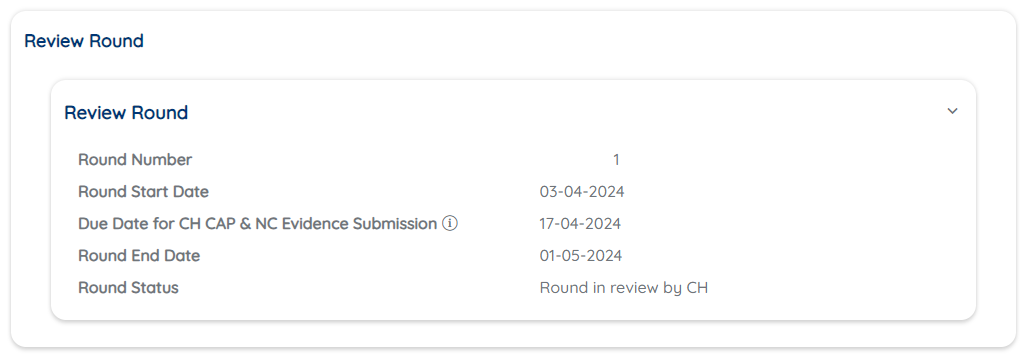 Review Round
Review Round
Round Number 1
Round Start Date 03-04-2024
Due Date for CH CAP & NC Evidence Submission 17-04-2024
Round End Date 01-05-2024
Round Status Round in review by CH